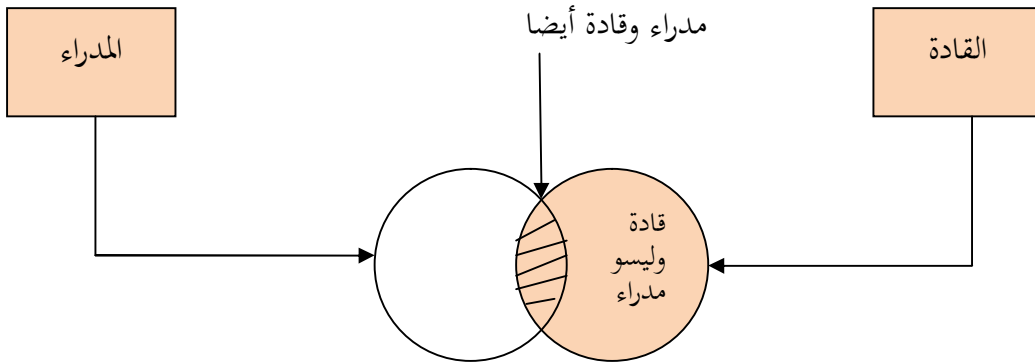 مدراء وقادة أيضا
القادة
المدراء
قادة
وليسو
مدراء